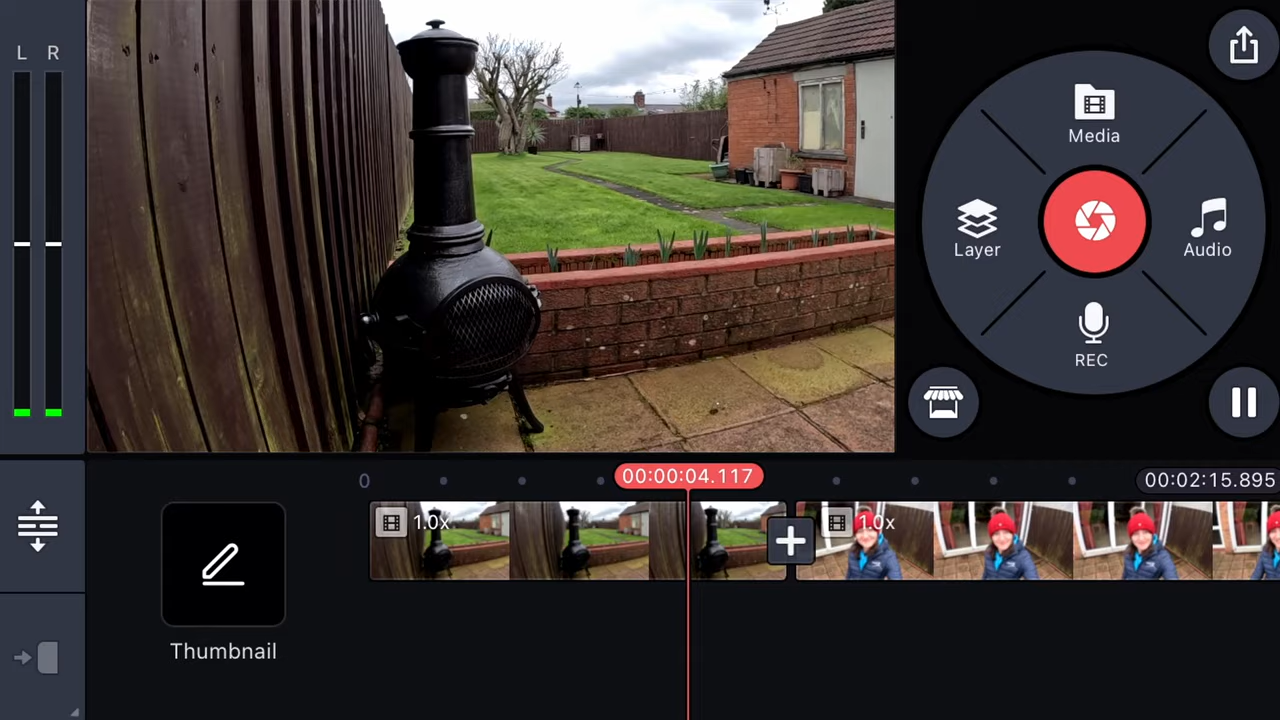 L R
Media
Layer
Audio
REC
0
00:00:04.117
00:02:15.895
1.0x
1.0x
Thumbnail